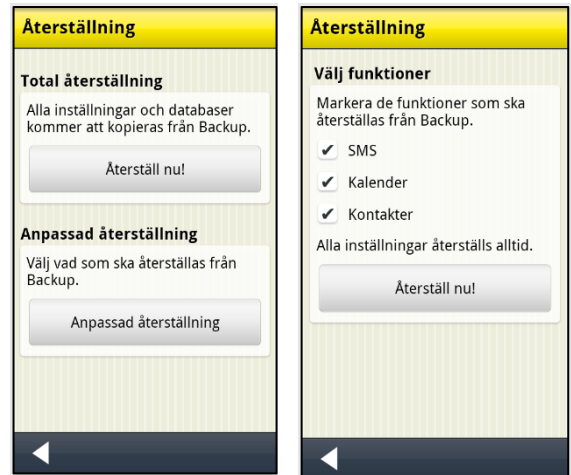 Återställning
Total återställning
Alla inställningar och databaser
kommer att kopieras från Backup.
Återställ nu!
Anpassad återställning
Välj vad som ska återställas från
Backup.
Anpassad återställning
Återställning
Välj funktioner
Markera de funktioner som ska
återställas från Backup.
SMS
Kalender
Kontakter
Alla inställningar återställs alltid.
Återställ nu!